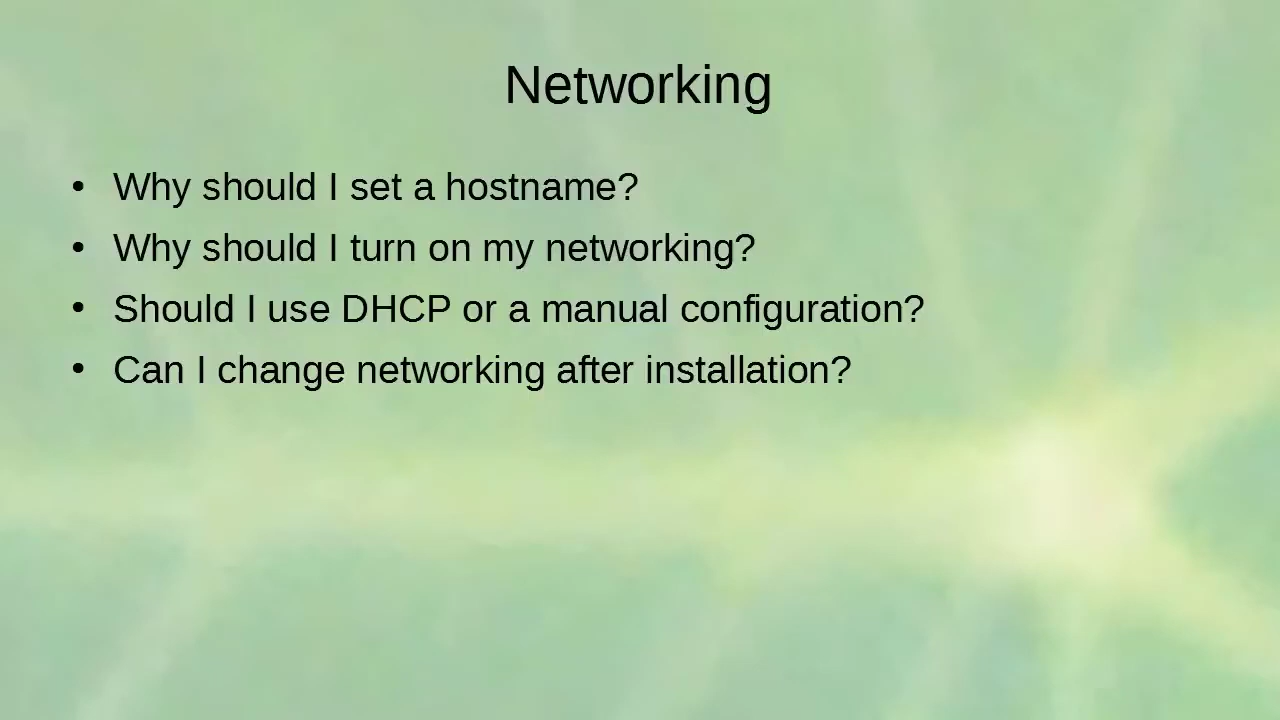 Networking
• Why should I set a hostname?
• Why should I turn on my networking?
• Should I use DHCP or a manual configuration?
• Can I change networking after installation?